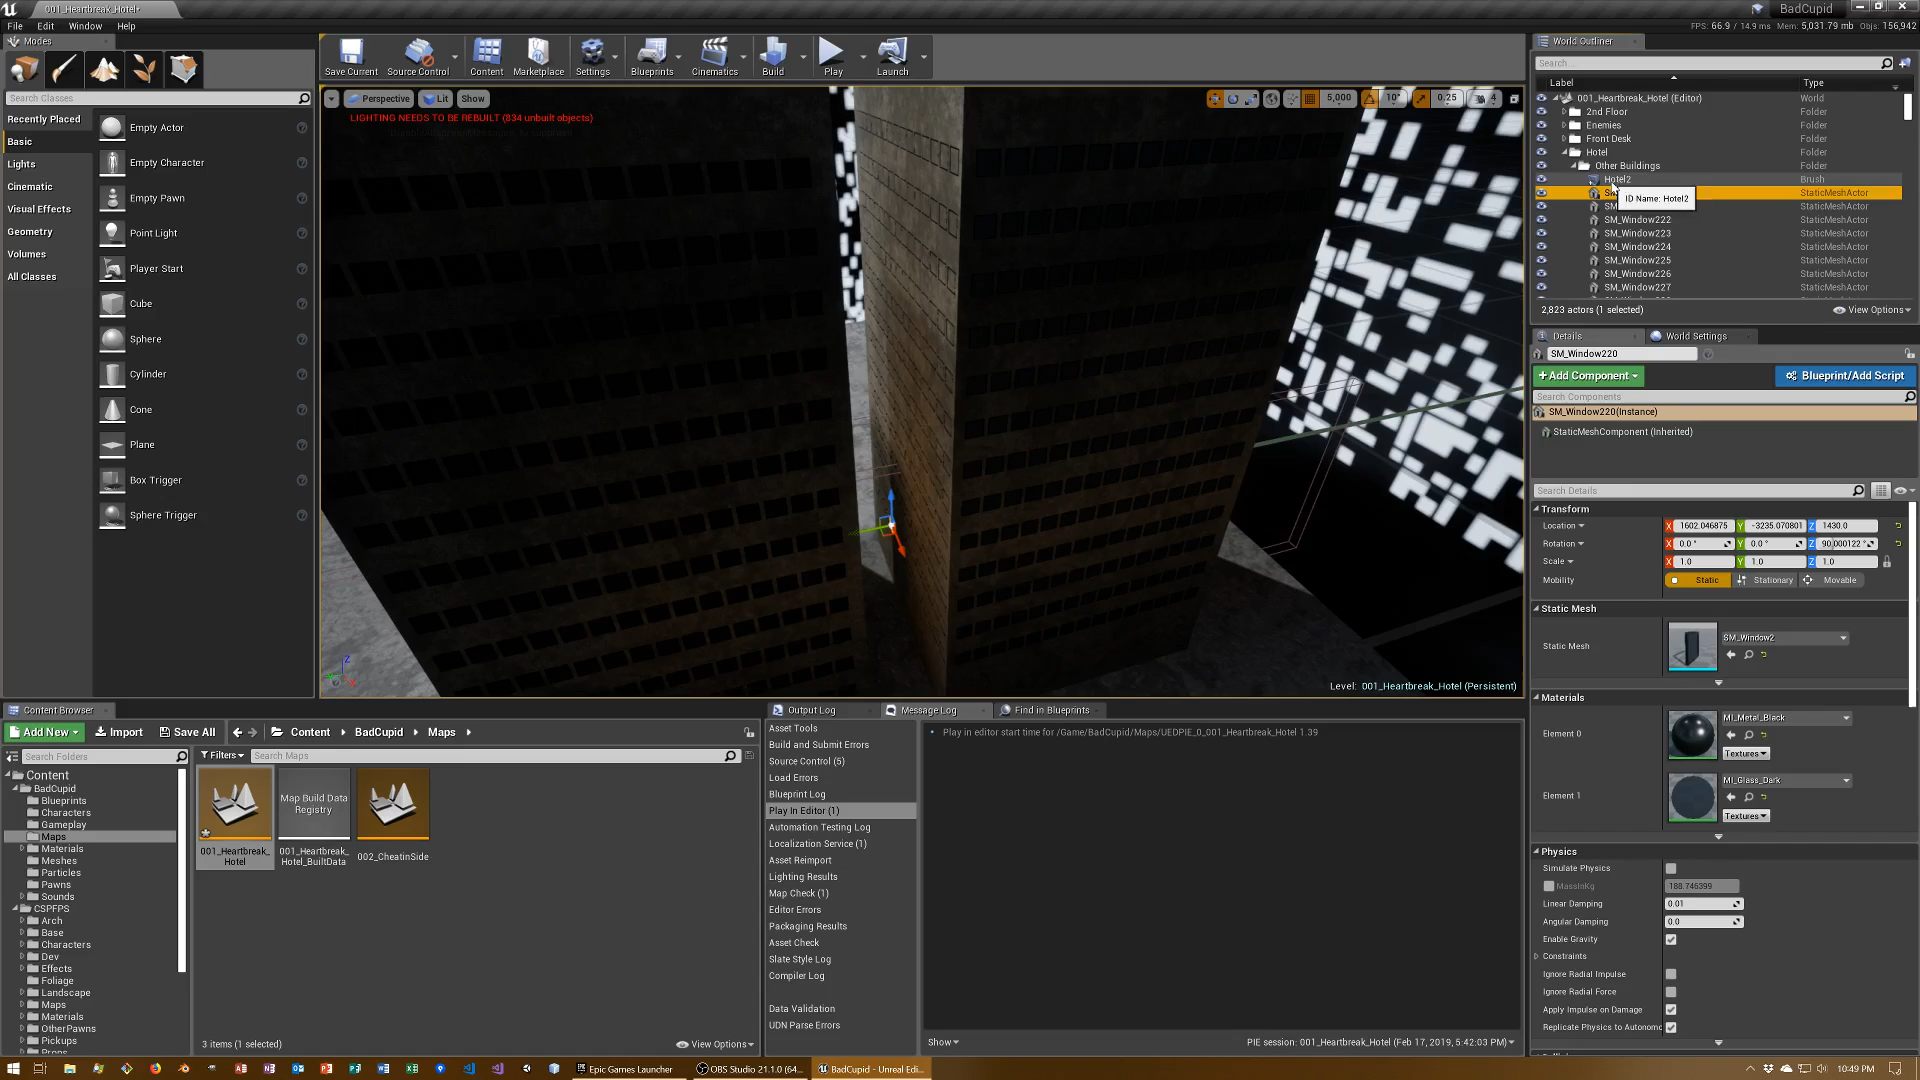 001_Heartbreak_Hotel*
BadCupid
File Edit Window Help
FPS: 66.9 / 14.9 ms Mem: 5,031.79 mb Objs: 156,942
Modes
Search Classes
Recently Placed
Basic
Lights
Cinematic
Visual Effects
Geometry
Volumes
All Classes
Empty Actor
Empty Character
Empty Pawn
Point Light
Player Start
Cube
Sphere
Cylinder
Cone
Plane
Box Trigger
Sphere Trigger
Save Current
Source Control
Content
Marketplace
Settings
Blueprints
Cinematics
Build
Play
Launch
Perspective Lit Show
5,000 10° 0.25 4
LIGHTING NEEDS TO BE REBUILT (834 unbuilt objects)
Level: 001_Heartbreak_Hotel (Persistent)
World Outliner
Search...
Label Type
001_Heartbreak_Hotel (Editor) World
2nd Floor Folder
Enemies Folder
Front Desk Folder
Hotel Folder
Other Buildings Folder
Hotel2 Brush
StaticMeshActor
ID Name: Hotel2
StaticMeshActor
SM_Window222 StaticMeshActor
SM_Window223 StaticMeshActor
SM_Window224 StaticMeshActor
SM_Window225 StaticMeshActor
SM_Window226 StaticMeshActor
SM_Window227 StaticMeshActor
2,823 actors (1 selected)
View Options
Details World Settings
SM_Window220
+Add Component
Blueprint/Add Script
Search Components
SM_Window220(Instance)
StaticMeshComponent (Inherited)
Search Details
Transform
Location X 1602.046875 Y -3235.070801 Z 1430.0
Rotation X 0.0 ° Y 0.0 ° Z 90.000122 °
Scale X 1.0 Y 1.0 Z 1.0
Mobility Static Stationary Movable
Static Mesh
Static Mesh SM_Window2
Materials
Element 0 MI_Metal_Black
Textures
Element 1 MI_Glass_Dark
Textures
Physics
Simulate Physics
MassInKg 188.746399
Linear Damping 0.01
Angular Damping 0.0
Enable Gravity
Constraints
Ignore Radial Impulse
Ignore Radial Force
Apply Impulse on Damage
Replicate Physics to Autonomo
Content Browser
Add New Import Save All Content BadCupid Maps
Search Folders
Filters Search Maps
Content
BadCupid
Blueprints
Characters
Gameplay
Maps
Materials
Meshes
Particles
Pawns
Sounds
CSPFPS
Arch
Base
Characters
Dev
Effects
Foliage
Landscape
Maps
Materials
OtherPawns
Pickups
Props
001_Heartbreak_
Hotel
Map Build Data
Registry
001_Heartbreak_
Hotel_BuiltData
002_CheatinSide
3 items (1 selected)
View Options
Output Log Message Log Find in Blueprints
Asset Tools
Build and Submit Errors
Source Control (5)
Load Errors
Blueprint Log
Play In Editor (1)
Automation Testing Log
Localization Service (1)
Asset Reimport
Lighting Results
Map Check (1)
Editor Errors
Packaging Results
Asset Check
Slate Style Log
Compiler Log
Data Validation
UDN Parse Errors
Play in editor start time for /Game/BadCupid/Maps/UEDPIE_0_001_Heartbreak_Hotel 1.39
Show
PIE session: 001_Heartbreak_Hotel (Feb 17, 2019, 5:42:03 PM)
Epic Games Launcher
OBS Studio 21.1.0 (64...
BadCupid - Unreal Edi...
10:49 PM